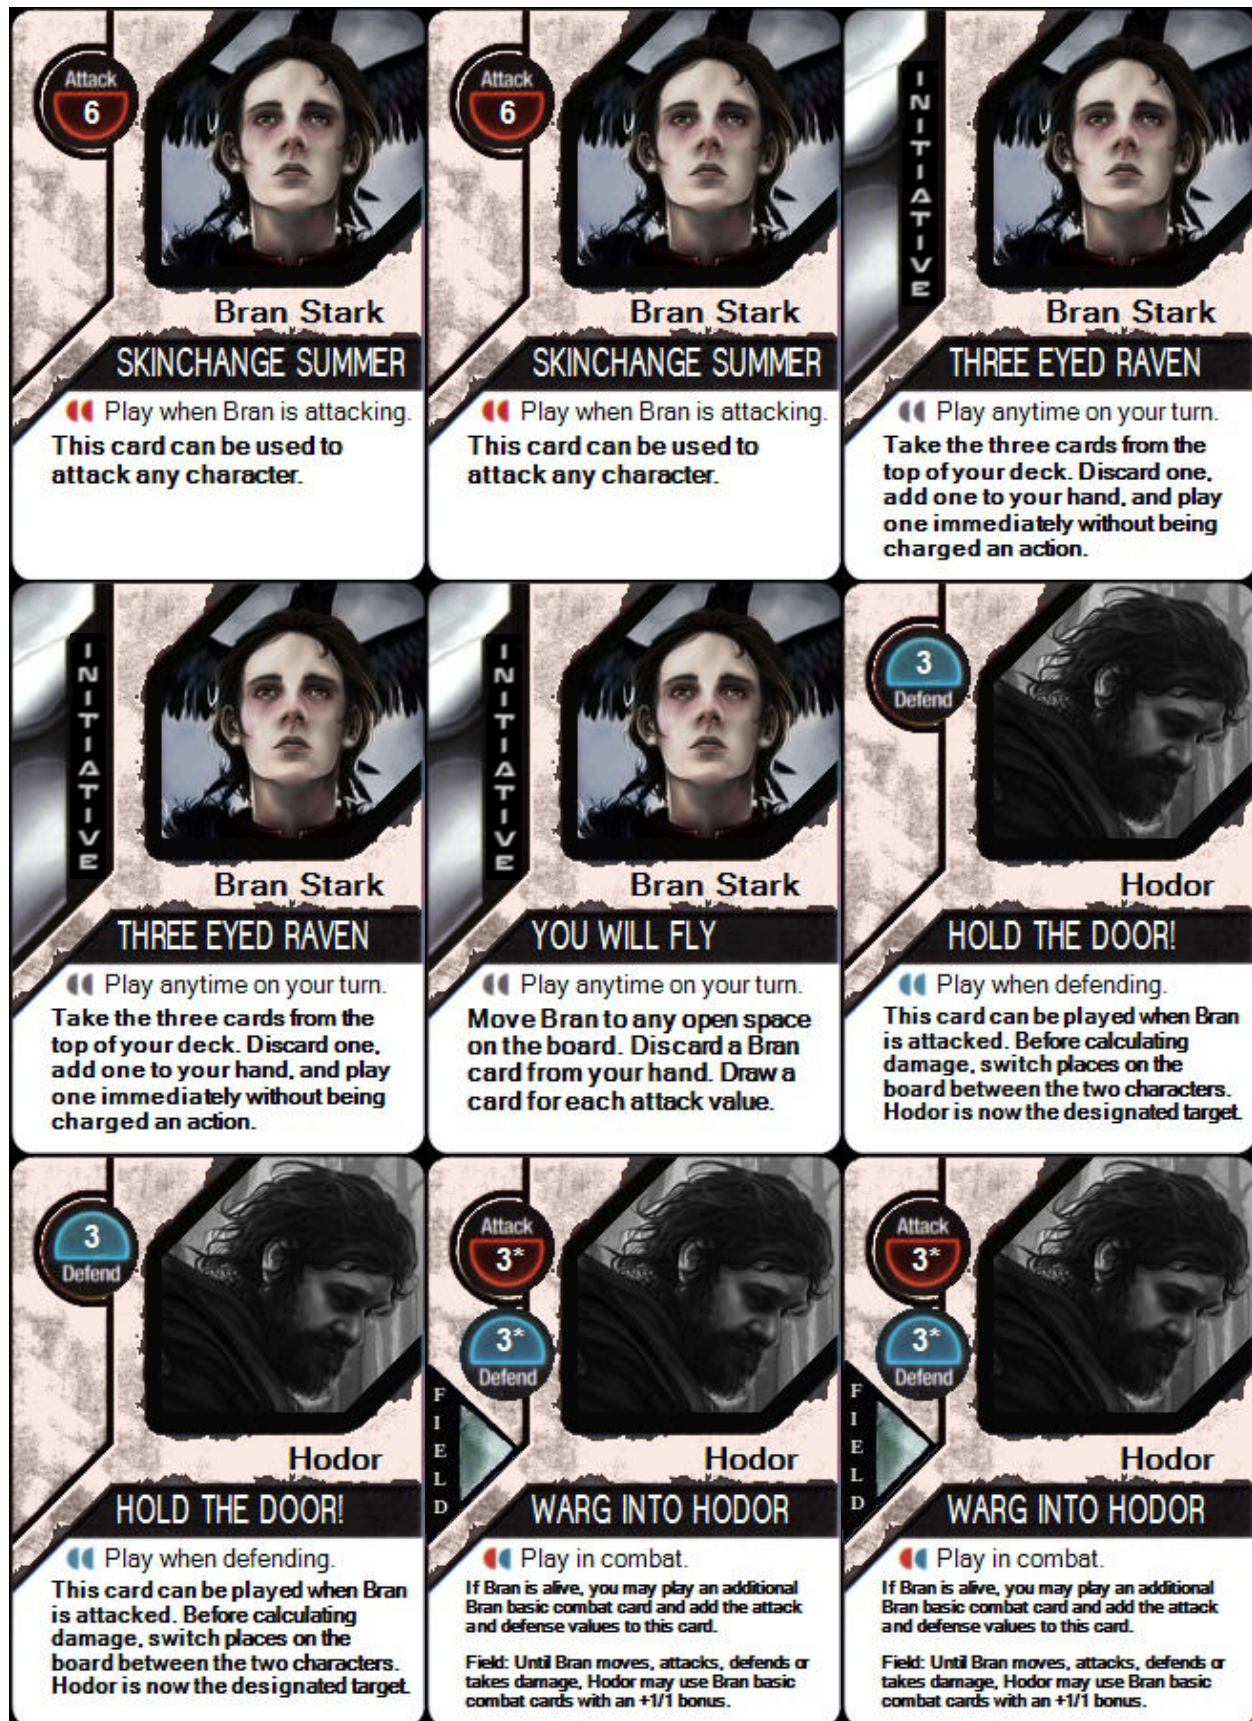 Attack
6
Bran Stark
SKINCHANGE SUMMER
Play when Bran is attacking.
This card can be used to
attack any character.
Attack
6
Bran Stark
SKINCHANGE SUMMER
Play when Bran is attacking.
This card can be used to
attack any character.
INITIATIVE
Bran Stark
THREE EYED RAVEN
Play anytime on your turn.
Take the three cards from the
top of your deck. Discard one,
add one to your hand, and play
one immediately without being
charged an action.
INITIATIVE
Bran Stark
THREE EYED RAVEN
Play anytime on your turn.
Take the three cards from the
top of your deck. Discard one,
add one to your hand, and play
one immediately without being
charged an action.
INITIATIVE
Bran Stark
YOU WILL FLY
Play anytime on your turn.
Move Bran to any open space
on the board. Discard a Bran
card from your hand. Draw a
card for each attack value.
3
Defend
Hodor
HOLD THE DOOR!
Play when defending.
This card can be played when Bran
is attacked. Before calculating
damage, switch places on the
board between the two characters.
Hodor is now the designated target.
3
Defend
Hodor
HOLD THE DOOR!
Play when defending.
This card can be played when Bran
is attacked. Before calculating
damage, switch places on the
board between the two characters.
Hodor is now the designated target.
Attack
3*
3*
Defend
FIELD
Hodor
WARG INTO HODOR
Play in combat.
If Bran is alive, you may play an additional
Bran basic combat card and add the attack
and defense values to this card.
Field: Until Bran moves, attacks, defends or
takes damage, Hodor may use Bran basic
combat cards with an +1/1 bonus.
Attack
3*
3*
Defend
FIELD
Hodor
WARG INTO HODOR
Play in combat.
If Bran is alive, you may play an additional
Bran basic combat card and add the attack
and defense values to this card.
Field: Until Bran moves, attacks, defends or
takes damage, Hodor may use Bran basic
combat cards with an +1/1 bonus.